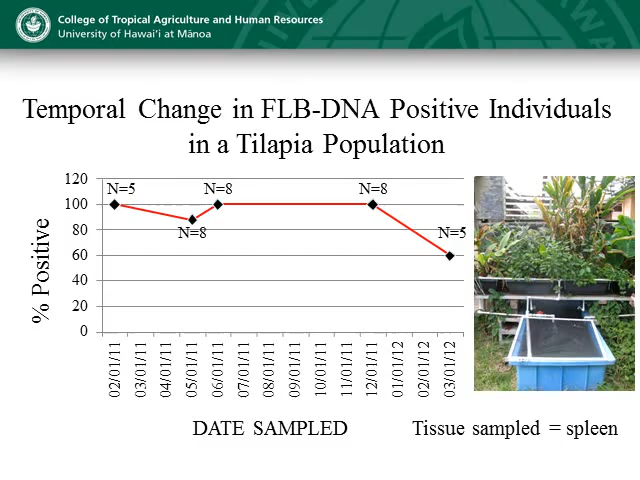 College of Tropical Agriculture and Human Resources
University of Hawai‘i at Mānoa
Temporal Change in FLB-DNA Positive Individuals
in a Tilapia Population
% Positive
120
100
80
60
40
20
0
N=5
N=8
N=8
N=8
N=5
02/01/11
03/01/11
04/01/11
05/01/11
06/01/11
07/01/11
08/01/11
09/01/11
10/01/11
11/01/11
12/01/11
01/01/12
02/01/12
03/01/12
DATE SAMPLED
Tissue sampled = spleen